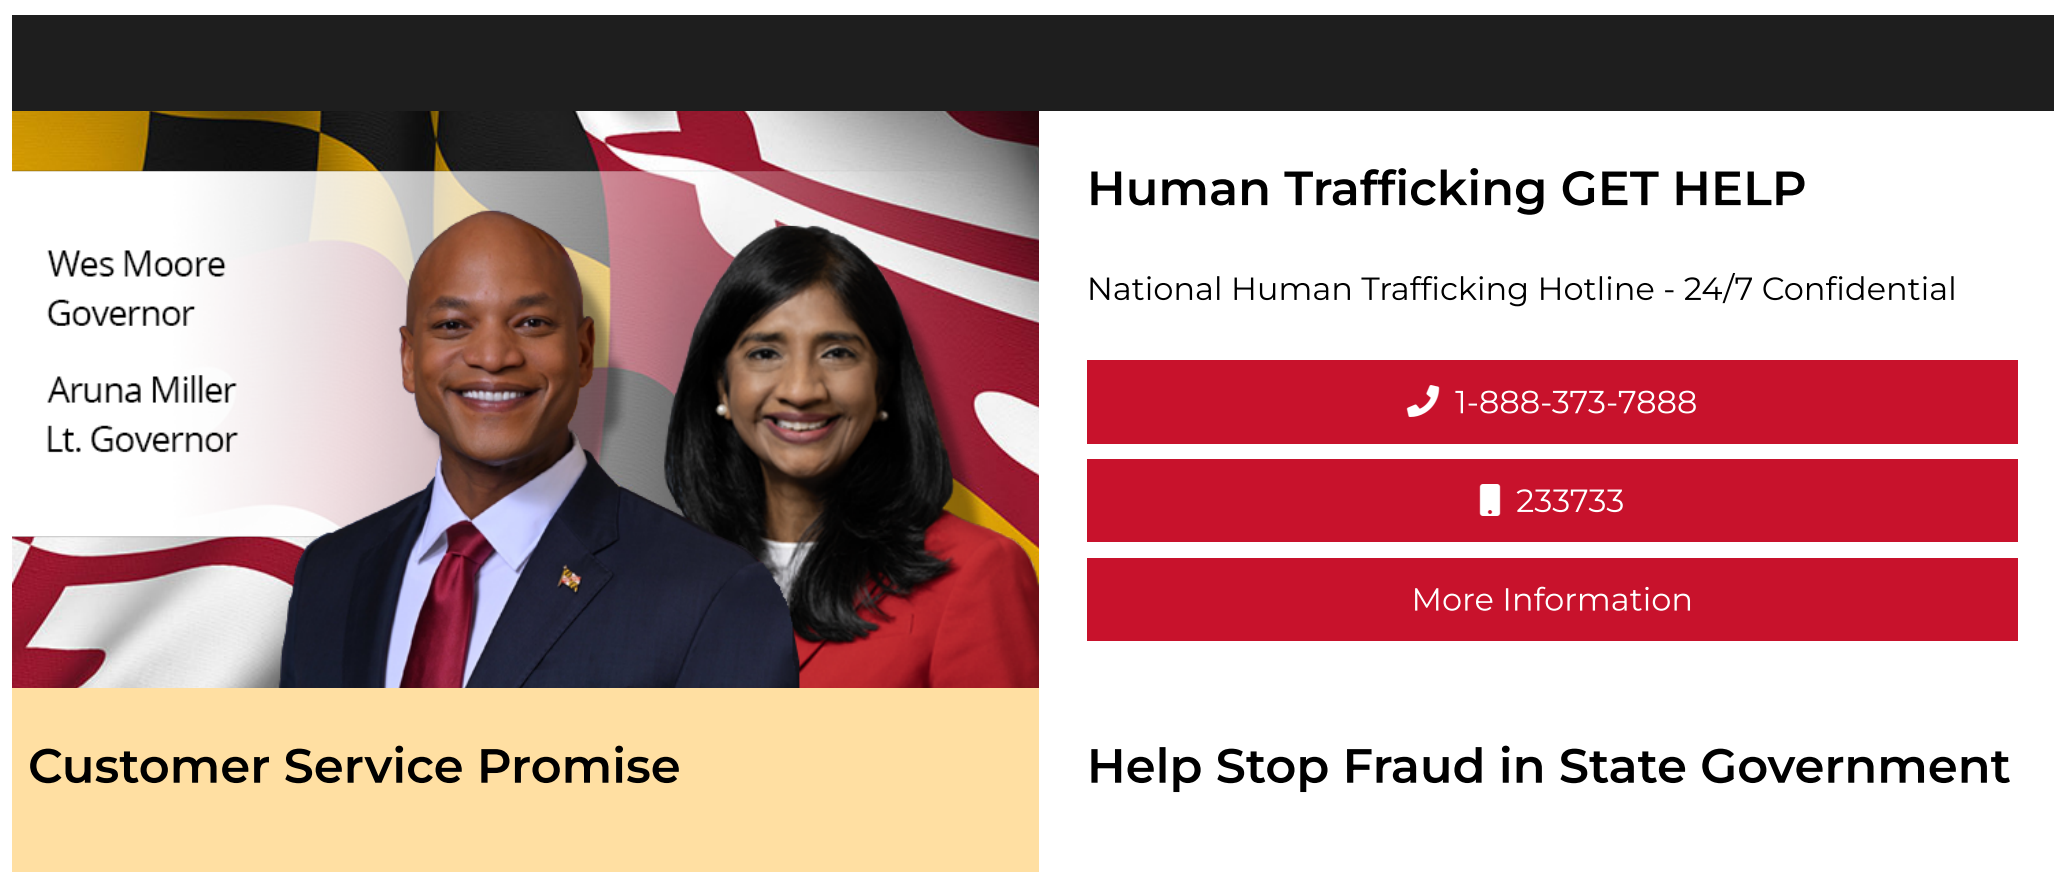 Wes Moore
Governor
Aruna Miller
Lt. Governor
Human Trafficking GET HELP
National Human Trafficking Hotline - 24/7 Confidential
1-888-373-7888
233733
More Information
Customer Service Promise
Help Stop Fraud in State Government